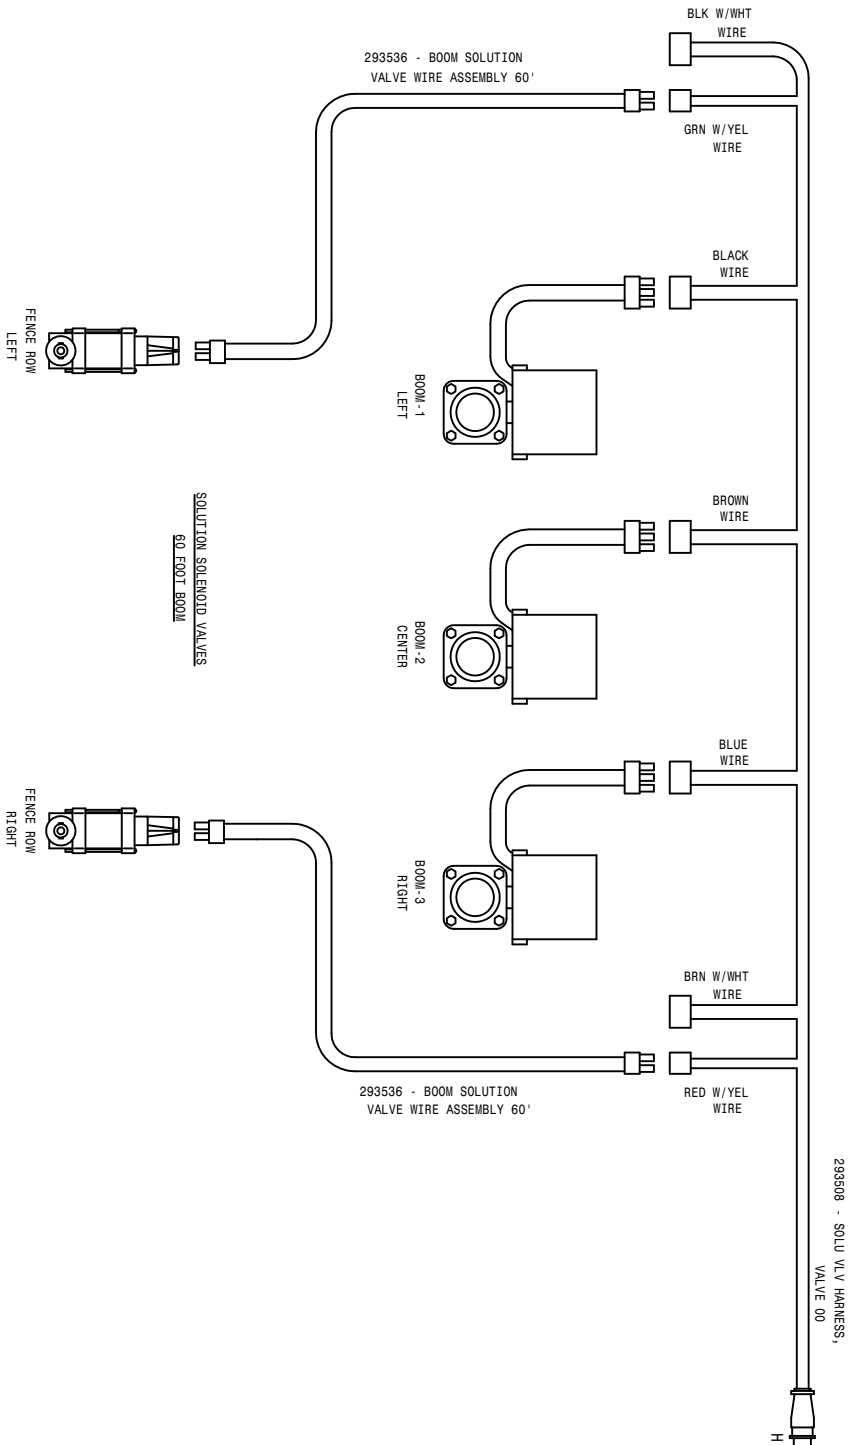 BLK W/WHT
WIRE
293536 - BOOM SOLUTION
VALVE WIRE ASSEMBLY 60'
GRN W/YEL
WIRE
BLACK
WIRE
FENCE ROW
LEFT
BOOM-1
LEFT
BROWN
WIRE
SOLUTION SOLENOID VALVES
60 FOOT BOOM
BOOM-2
CENTER
BLUE
WIRE
FENCE ROW
RIGHT
BOOM-3
RIGHT
BRN W/WHT
WIRE
293536 - BOOM SOLUTION
VALVE WIRE ASSEMBLY 60'
RED W/YEL
WIRE
293508 - SOLU VLV HARNESS,
VALVE 00
H